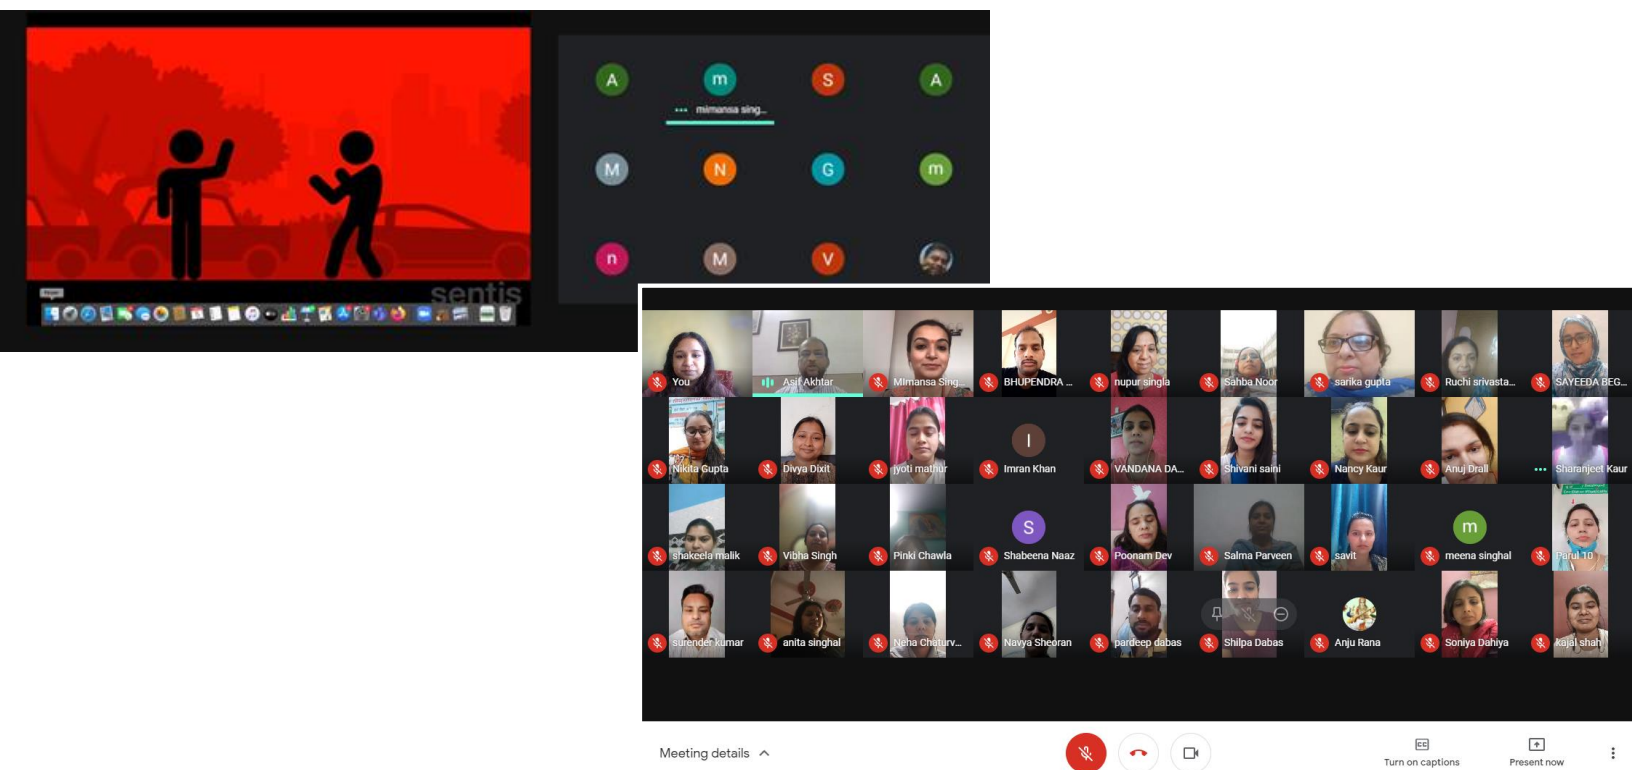 A m S A
mimansa sing...
M N G m
n M V
sentis
You Asif Akhtar MImansa Sing... BHUPENDRA ... nupur singla Sahba Noor sarika gupta Ruchi srivasta... SAYEEDA BEG...
Nikita Gupta Divya Dixit jyoti mathur Imran Khan VANDANA DA... Shivani saini Nancy Kaur Anuj Drall Sharanjeet Kaur
I
shakeela malik Vibha Singh Pinki Chawla Shabeena Naaz Poonam Dev Salma Parveen savit meena singhal Parul 10
S m
surender kumar anita singhal Neha Chaturv... Navya Sheoran pardeep dabas Shilpa Dabas Anju Rana Soniya Dahiya kajal shah
Meeting details
CC
Turn on captions Present now